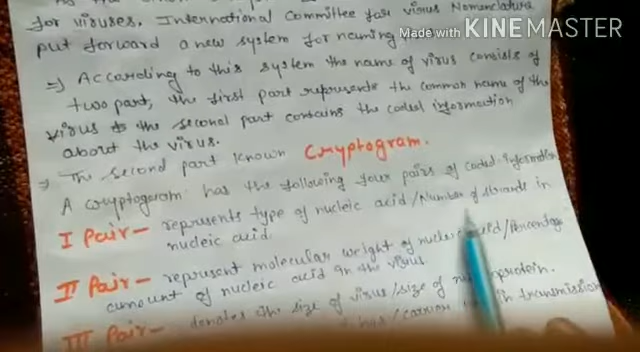 for viruses. International Committee for virus Nomenclature
put forward a new system for naming
Made with KINEMASTER
⇒ According to this system the name of virus consists of
two part, the first part represents the common name of the
virus the second part contains the coded information
about the virus.
⇒ The second part known Cryptogram.
A cryptogram has the following four pairs of coded information
I Pair - represents type of nucleic acid/Number of strands in
nucleic acid.
II Pair - represent molecular weight of nucleic acid/Percentage
amount of nucleic acid in the virus.
III Pair - denotes the size of virus/size of protein.
/carrier in transmission